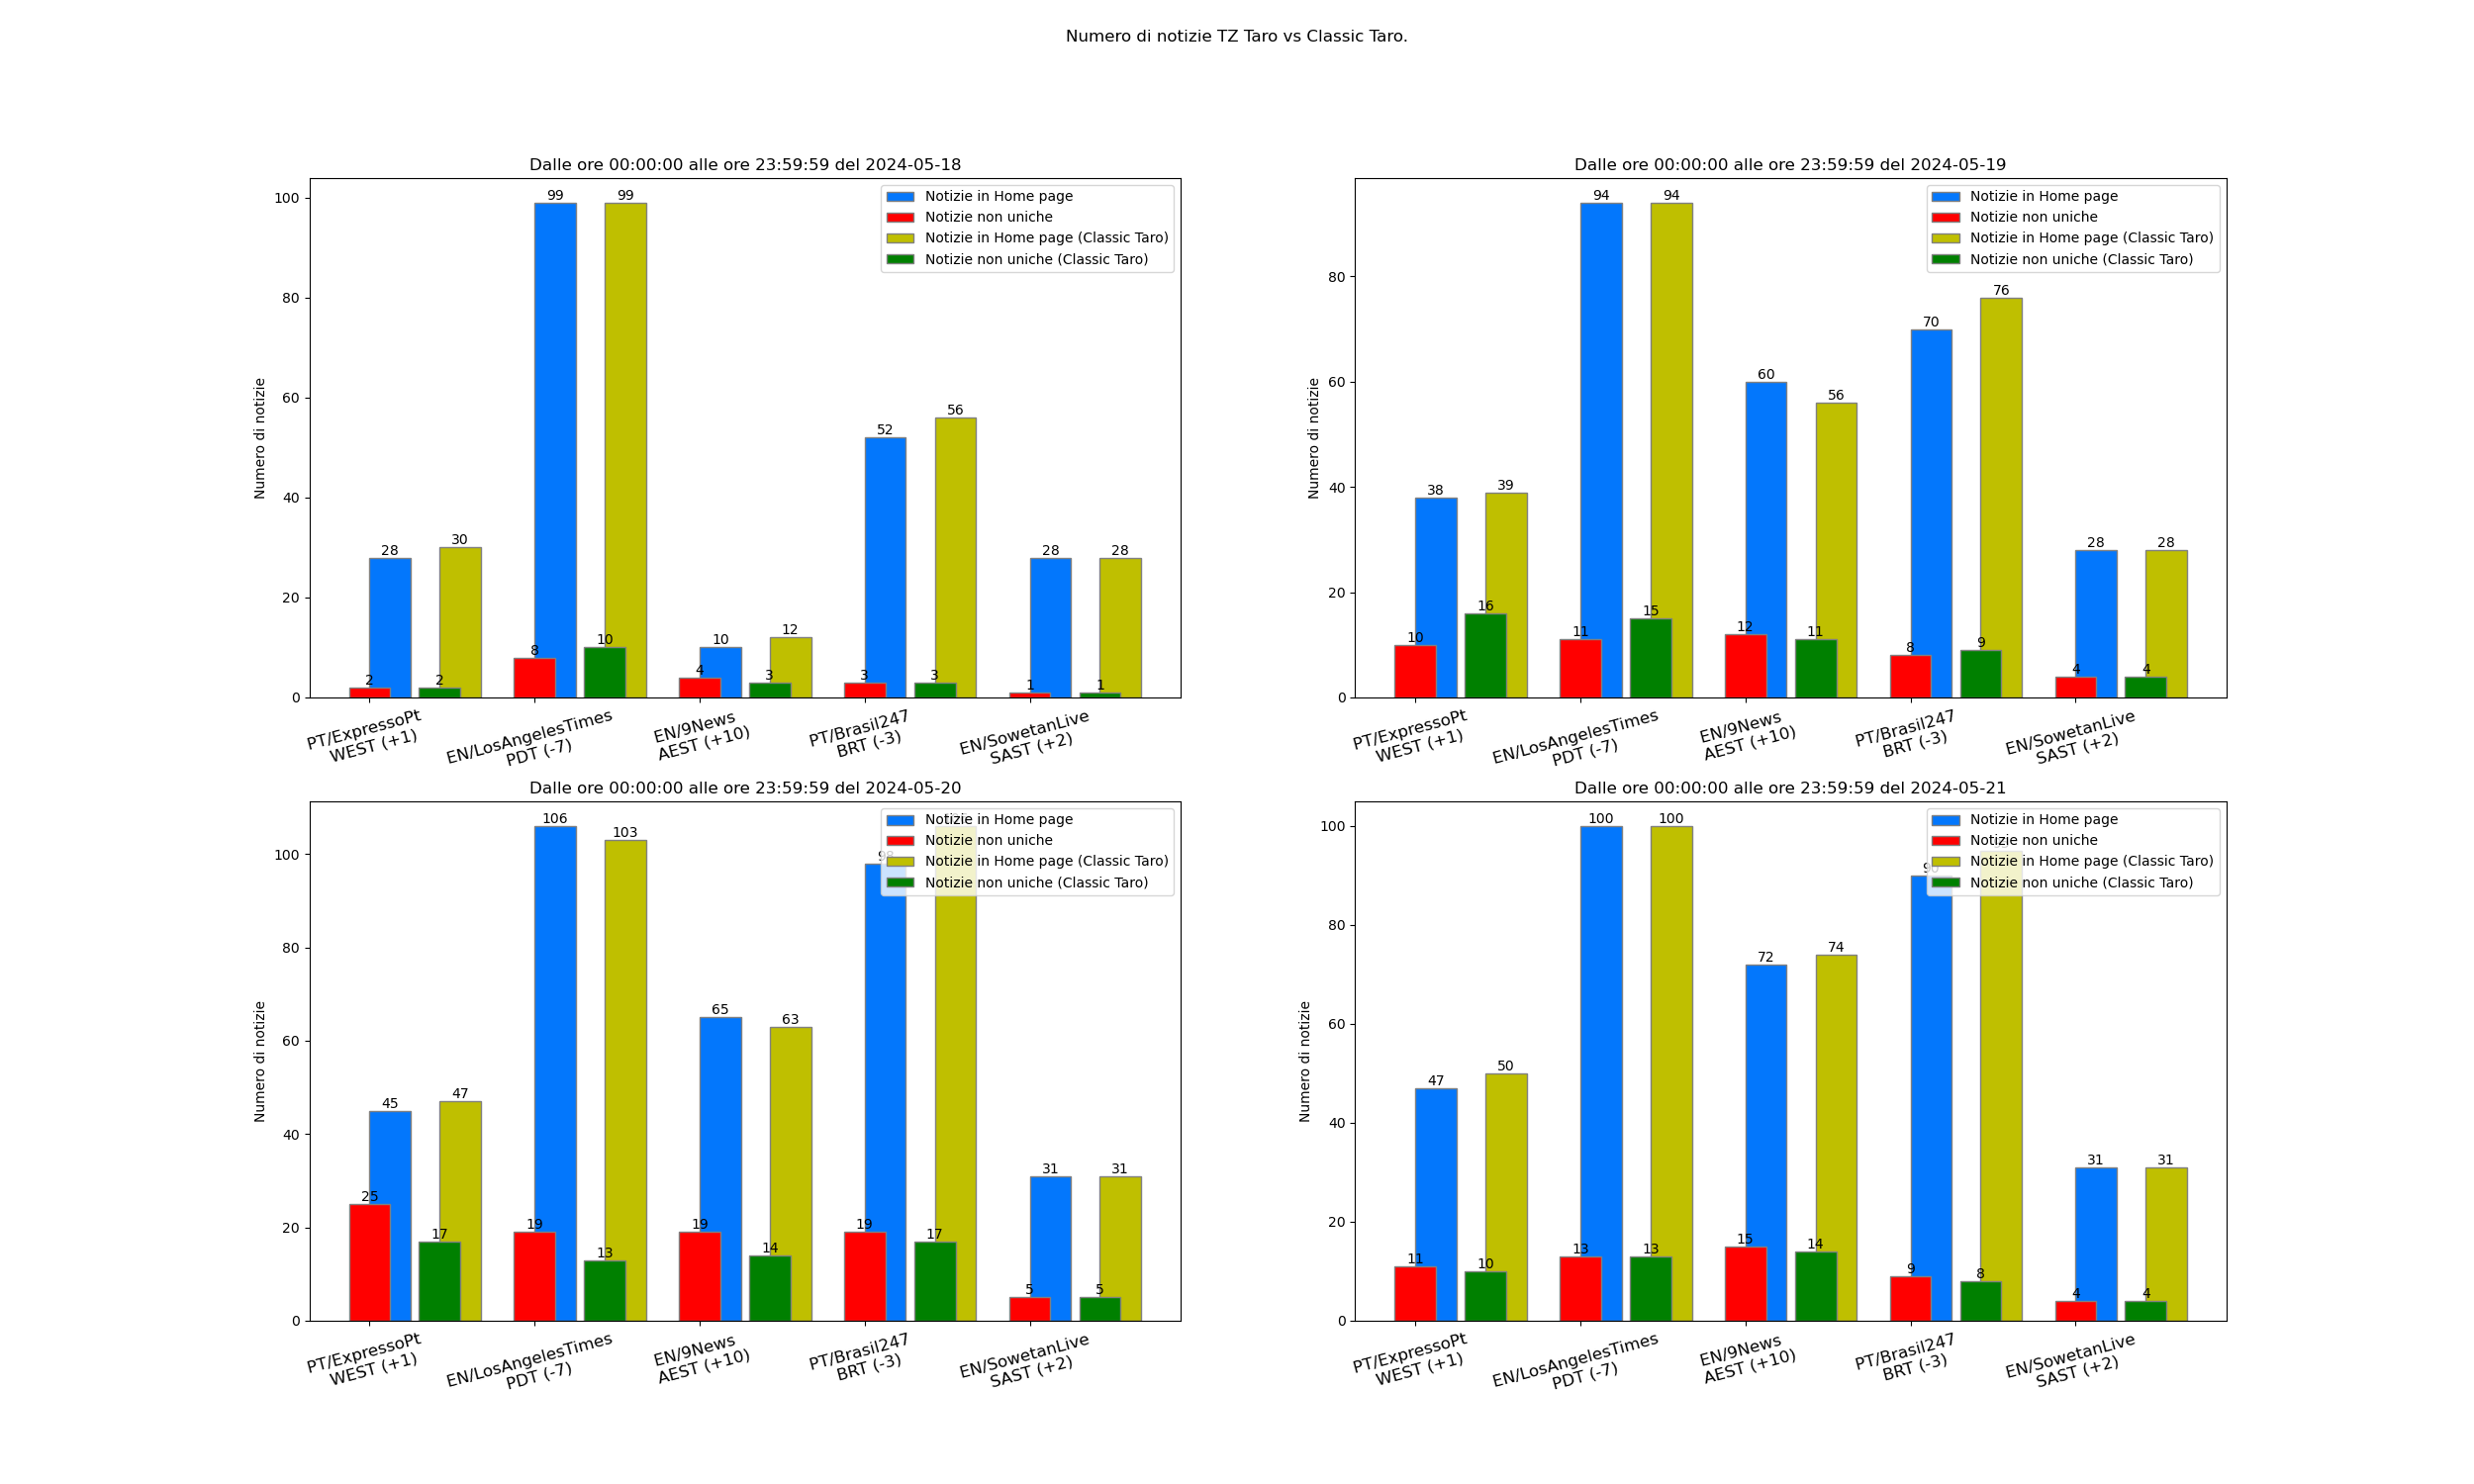 Numero di notizie TZ Taro vs Classic Taro.
Dalle ore 00:00:00 alle ore 23:59:59 del 2024-05-18
Numero di notizie
100
80
60
40
20
0
99
99
28
30
10
12
52
56
28
28
2
2
8
10
4
3
3
3
1
1
Notizie in Home page
Notizie non uniche
Notizie in Home page (Classic Taro)
Notizie non uniche (Classic Taro)
PT/ExpressoPt
WEST (+1)
EN/LosAngelesTimes
PDT (-7)
EN/9News
AEST (+10)
PT/Brasil247
BRT (-3)
EN/SowetanLive
SAST (+2)
Dalle ore 00:00:00 alle ore 23:59:59 del 2024-05-19
Numero di notizie
80
60
40
20
0
38
39
94
94
60
56
70
76
28
28
10
16
11
15
12
11
8
9
4
4
Notizie in Home page
Notizie non uniche
Notizie in Home page (Classic Taro)
Notizie non uniche (Classic Taro)
PT/ExpressoPt
WEST (+1)
EN/LosAngelesTimes
PDT (-7)
EN/9News
AEST (+10)
PT/Brasil247
BRT (-3)
EN/SowetanLive
SAST (+2)
Dalle ore 00:00:00 alle ore 23:59:59 del 2024-05-20
Numero di notizie
100
80
60
40
20
0
45
47
106
103
65
63
98
31
31
25
17
19
13
19
14
19
17
5
5
Notizie in Home page
Notizie non uniche
Notizie in Home page (Classic Taro)
Notizie non uniche (Classic Taro)
PT/ExpressoPt
WEST (+1)
EN/LosAngelesTimes
PDT (-7)
EN/9News
AEST (+10)
PT/Brasil247
BRT (-3)
EN/SowetanLive
SAST (+2)
Dalle ore 00:00:00 alle ore 23:59:59 del 2024-05-21
Numero di notizie
100
80
60
40
20
0
47
50
100
100
72
74
90
31
31
11
10
13
13
15
14
9
8
4
4
Notizie in Home page
Notizie non uniche
Notizie in Home page (Classic Taro)
Notizie non uniche (Classic Taro)
PT/ExpressoPt
WEST (+1)
EN/LosAngelesTimes
PDT (-7)
EN/9News
AEST (+10)
PT/Brasil247
BRT (-3)
EN/SowetanLive
SAST (+2)